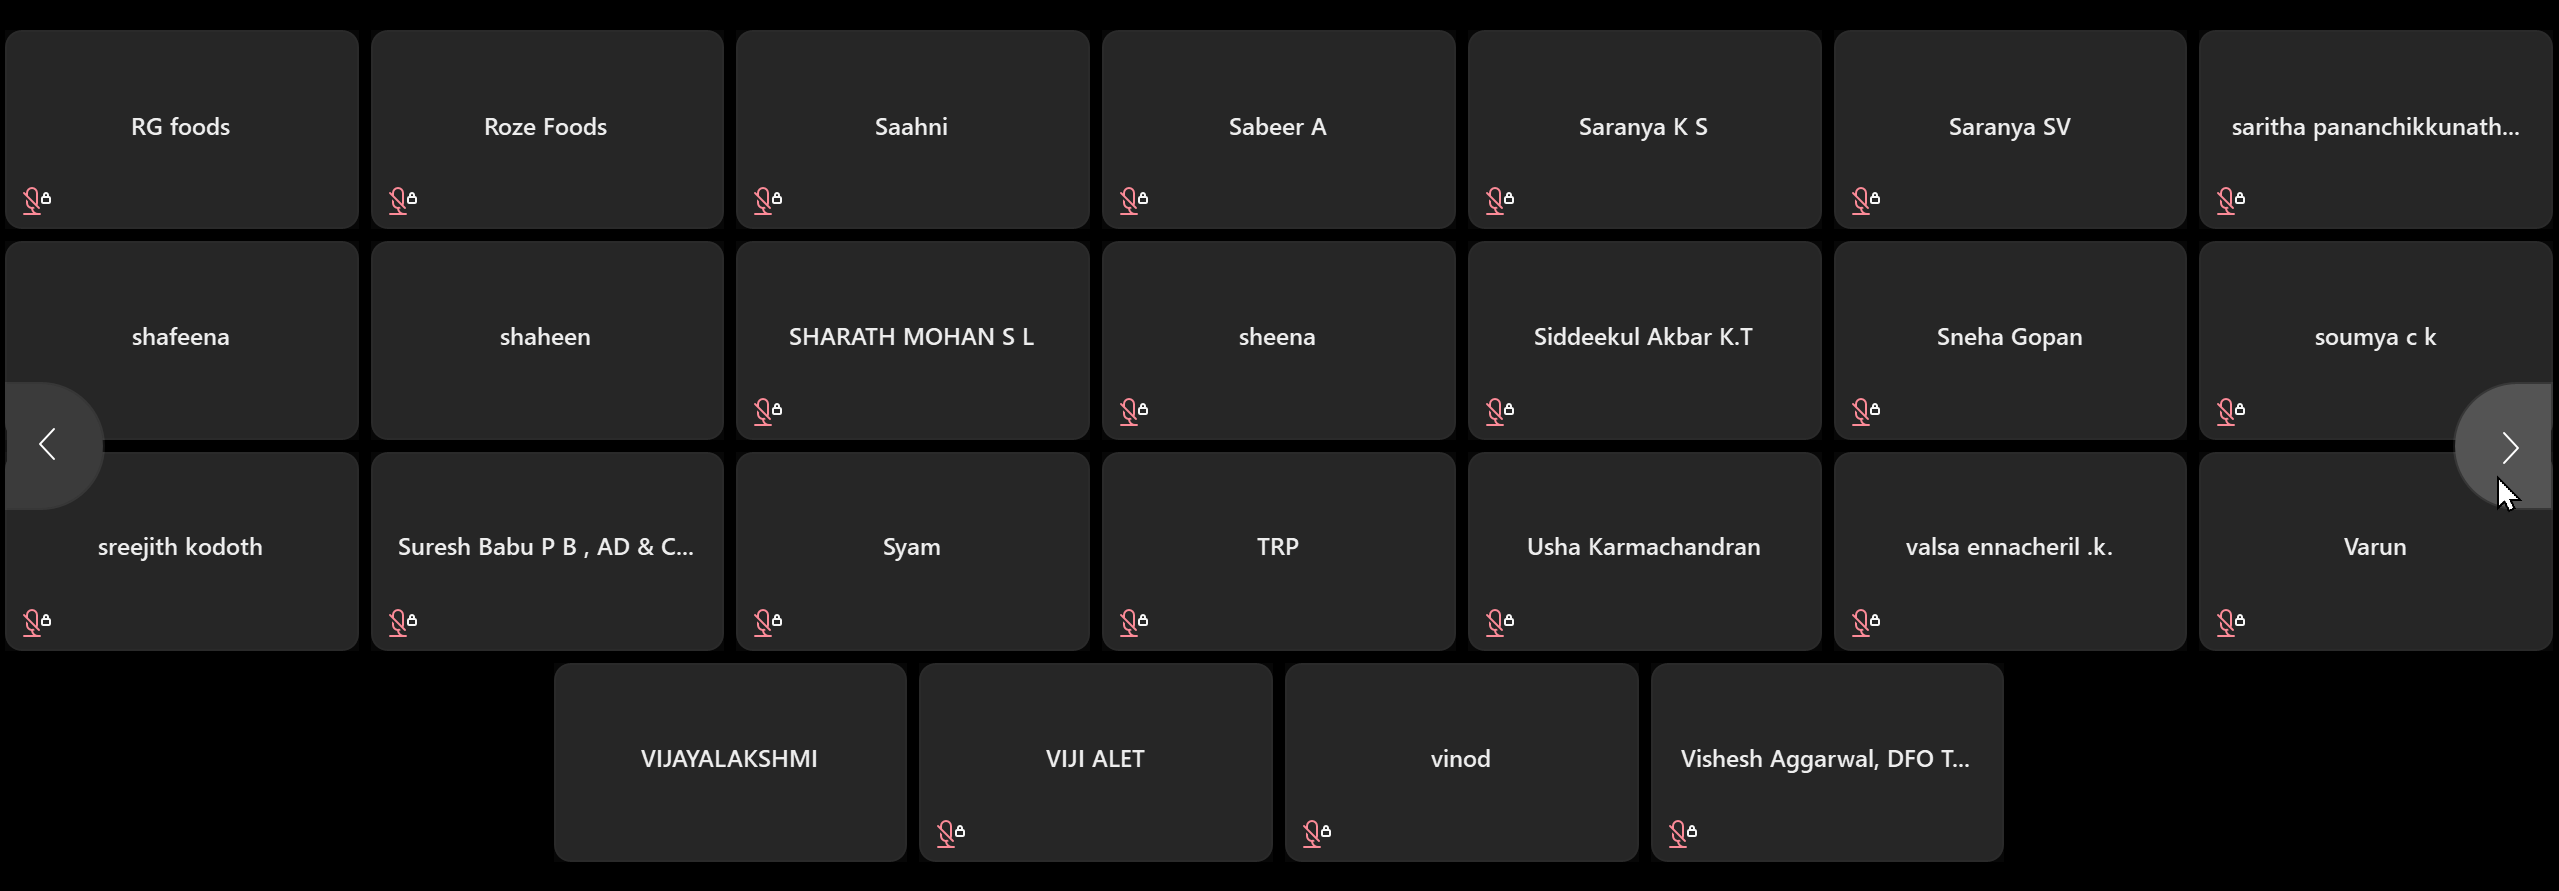 RG foods
Roze Foods
Saahni
Sabeer A
Saranya K S
Saranya SV
saritha pananchikkunath...
shafeena
shaheen
SHARATH MOHAN S L
sheena
Siddeekul Akbar K.T
Sneha Gopan
soumya c k
sreejith kodoth
Suresh Babu P B , AD & C...
Syam
TRP
Usha Karmachandran
valsa ennacheril .k.
Varun
VIJAYALAKSHMI
VIJI ALET
vinod
Vishesh Aggarwal, DFO T...